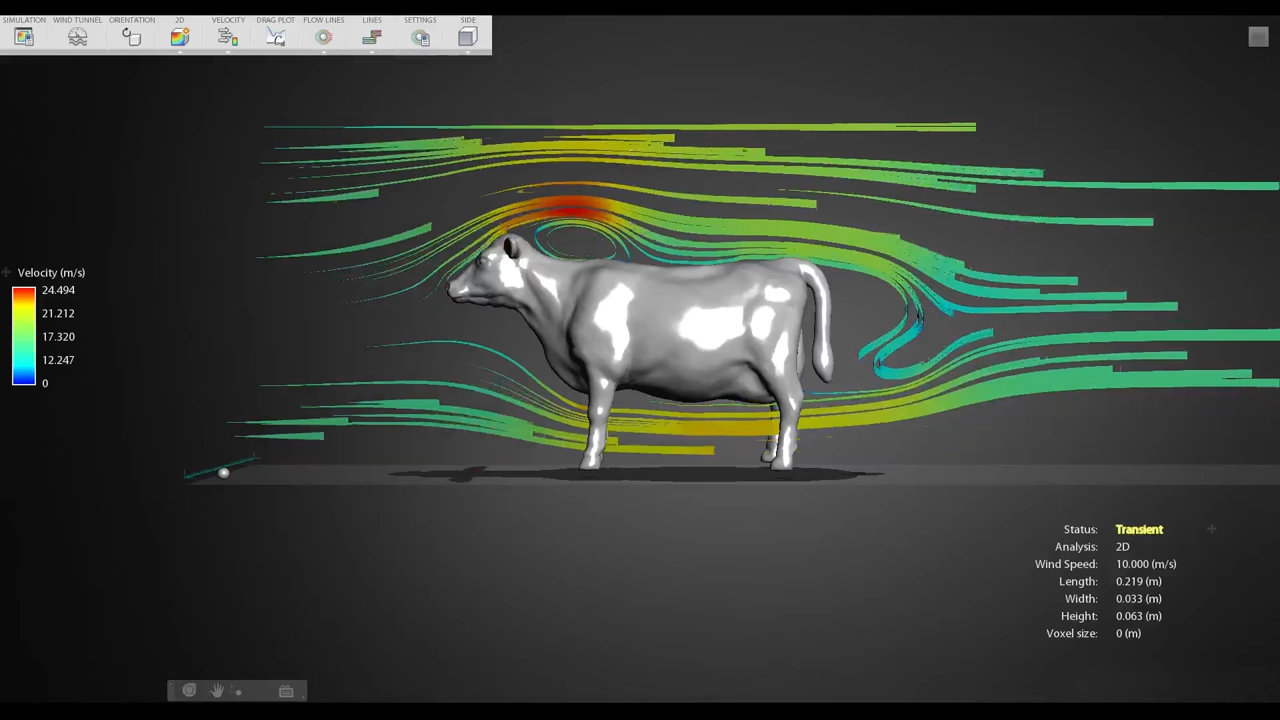 SIMULATION WIND TUNNEL ORIENTATION 2D VELOCITY DRAG PLOT FLOW LINES LINES SETTINGS SIDE
Velocity (m/s)
24.494
21.212
17.320
12.247
0
Status: Transient
Analysis: 2D
Wind Speed: 10.000 (m/s)
Length: 0.219 (m)
Width: 0.033 (m)
Height: 0.063 (m)
Voxel size: 0 (m)